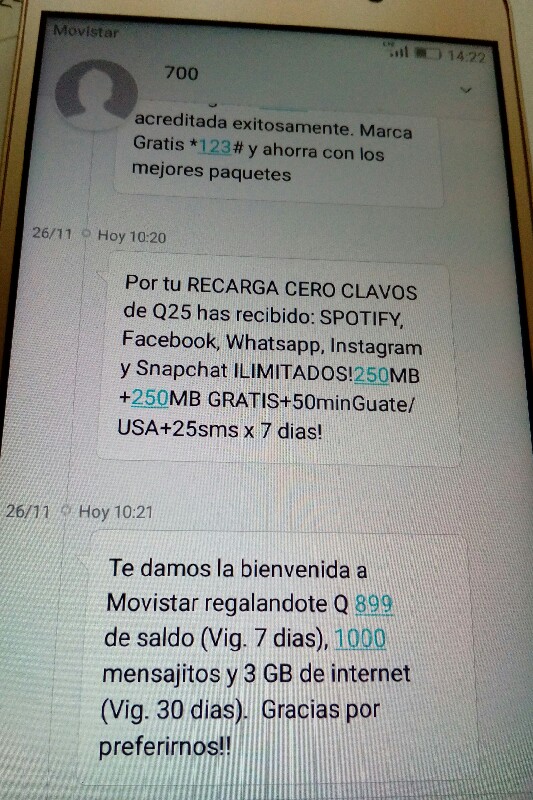 Movistar
LTE 14:22
700
acreditada exitosamente. Marca
Gratis *123# y ahorra con los
mejores paquetes
26/11 Hoy 10:20
Por tu RECARGA CERO CLAVOS
de Q25 has recibido: SPOTIFY,
Facebook, Whatsapp, Instagram
y Snapchat ILIMITADOS!250MB
+250MB GRATIS+50minGuate/
USA+25sms x 7 dias!
26/11 Hoy 10:21
Te damos la bienvenida a
Movistar regalandote Q 899
de saldo (Vig. 7 dias), 1000
mensajitos y 3 GB de internet
(Vig. 30 dias). Gracias por
preferirnos!!